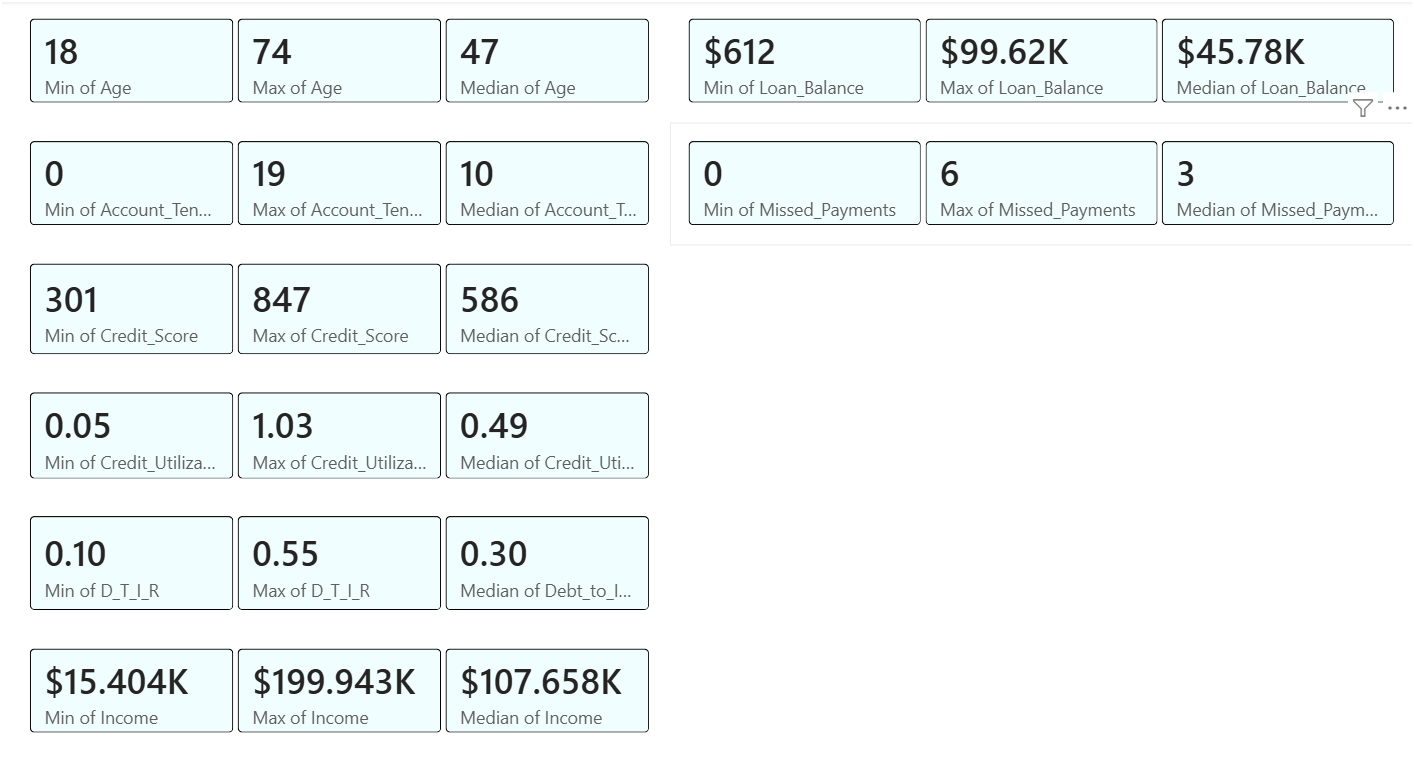 18
Min of Age
74
Max of Age
47
Median of Age
$612
Min of Loan_Balance
$99.62K
Max of Loan_Balance
$45.78K
Median of Loan_Balance
0
Min of Account_Ten...
19
Max of Account_Ten...
10
Median of Account_T...
0
Min of Missed_Payments
6
Max of Missed_Payments
3
Median of Missed_Paym...
301
Min of Credit_Score
847
Max of Credit_Score
586
Median of Credit_Sc...
0.05
Min of Credit_Utiliza...
1.03
Max of Credit_Utiliza...
0.49
Median of Credit_Uti...
0.10
Min of D_T_I_R
0.55
Max of D_T_I_R
0.30
Median of Debt_to_I...
$15.404K
Min of Income
$199.943K
Max of Income
$107.658K
Median of Income